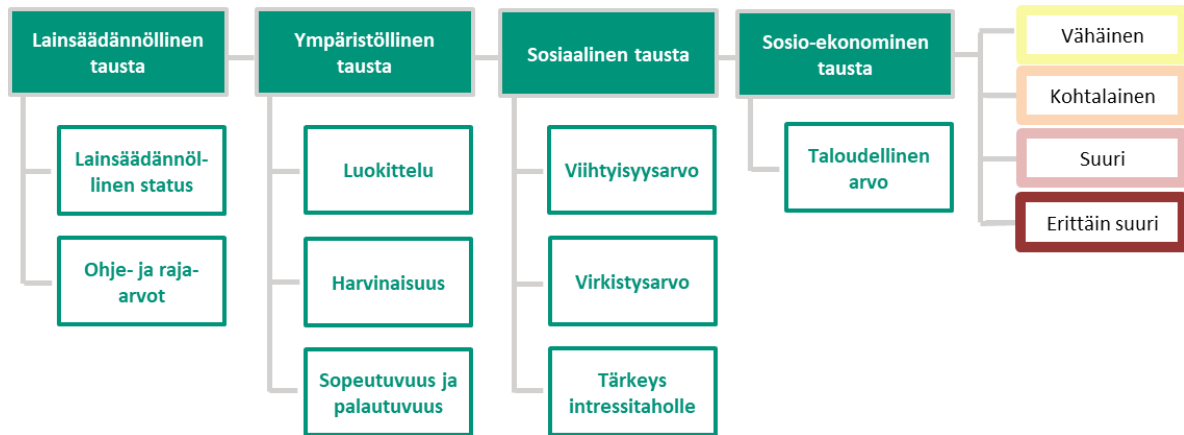 Lainsäädännöllinen
tausta
Ympäristöllinen
tausta
Sosiaalinen tausta
Sosio-ekonominen
tausta
Vähäinen
Kohtalainen
Suuri
Erittäin suuri
Lainsäädännöl-
linen status
Ohje- ja raja-
arvot
Luokittelu
Harvinaisuus
Sopeutuvuus ja
palautuvuus
Viihtyisyysarvo
Virkistysarvo
Tärkeys
intressitaholle
Taloudellinen
arvo